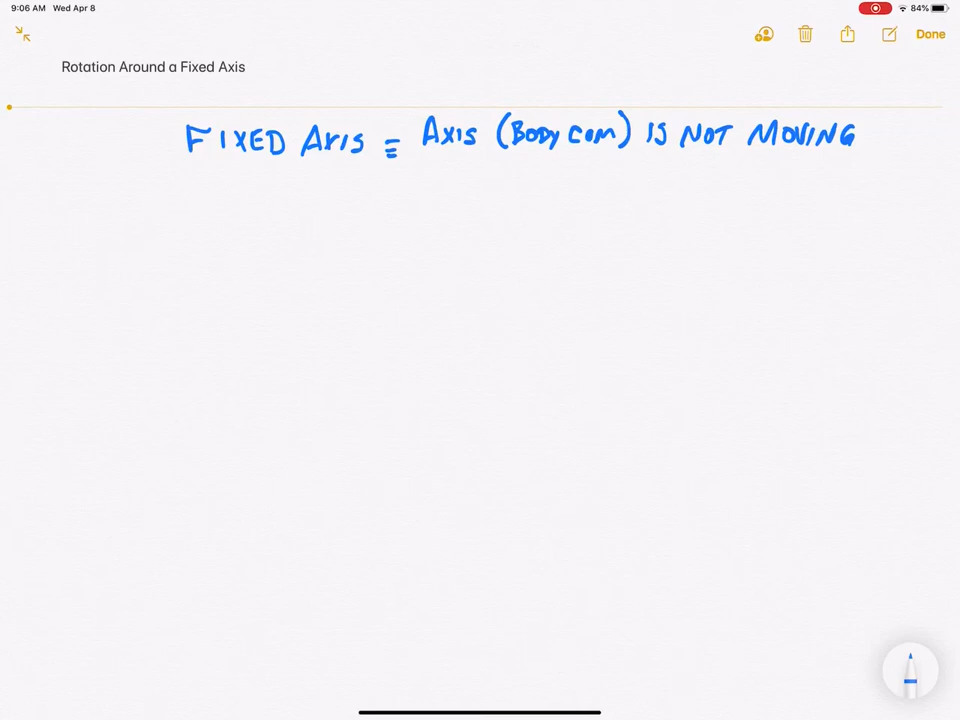 9:06 AM Wed Apr 8 84%
Done
Rotation Around a Fixed Axis
FIXED AXIS ≡ AXIS (BODY COM) IS NOT MOVING